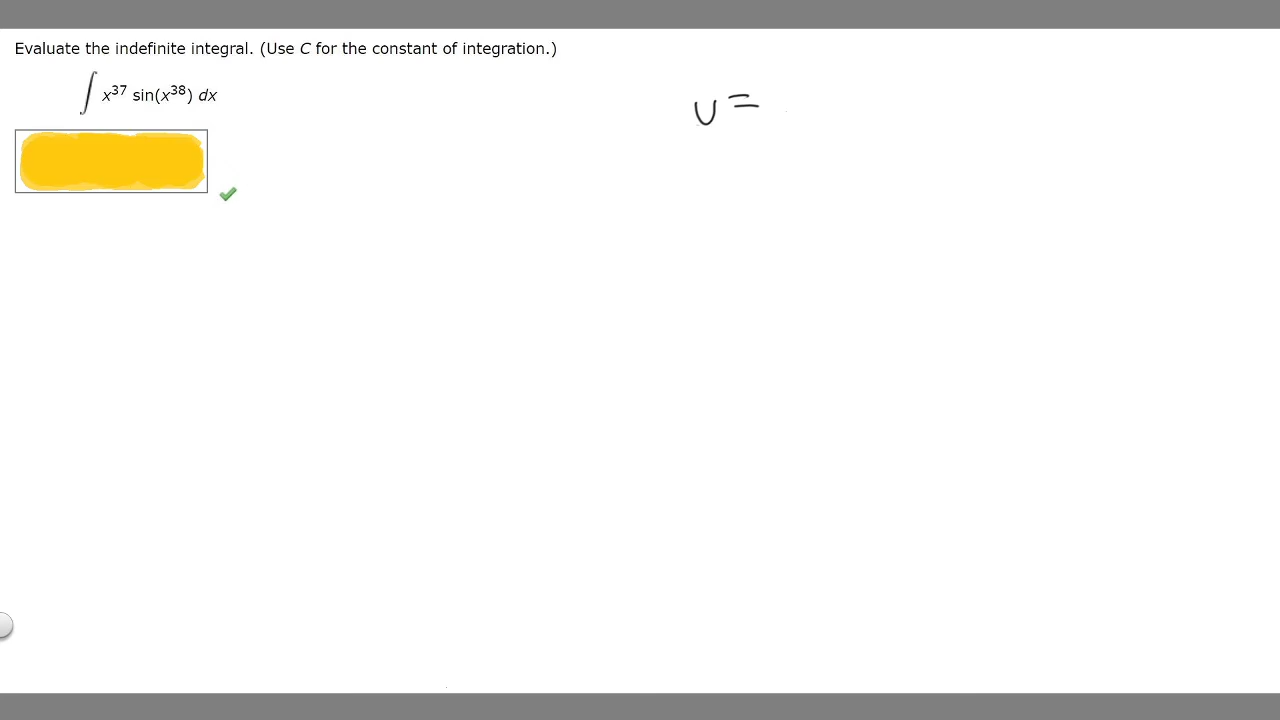 Evaluate the indefinite integral. (Use C for the constant of integration.)
∫ x³⁷ sin(x³⁸) dx
u =